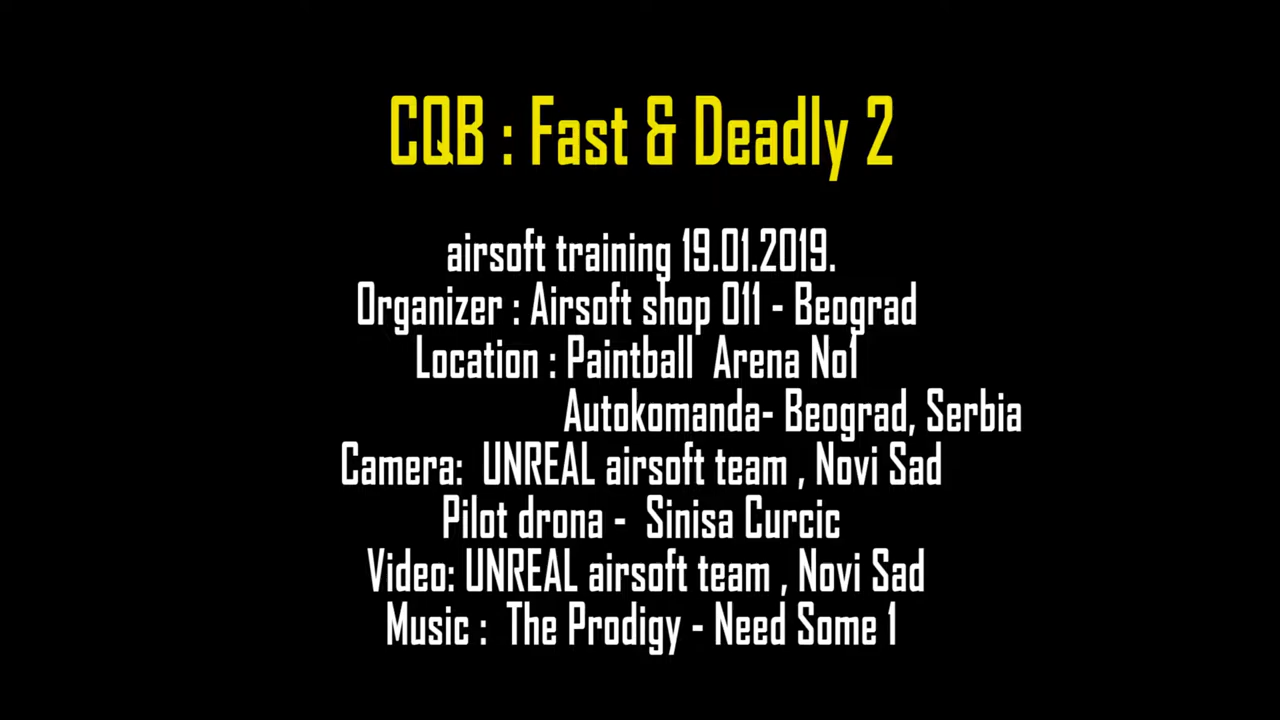 CQB : Fast & Deadly 2
airsoft training 19.01.2019.
Organizer : Airsoft shop 011 - Beograd
Location : Paintball Arena No1
Autokomanda- Beograd, Serbia
Camera: UNREAL airsoft team , Novi Sad
Pilot drona - Sinisa Curcic
Video: UNREAL airsoft team , Novi Sad
Music : The Prodigy - Need Some 1